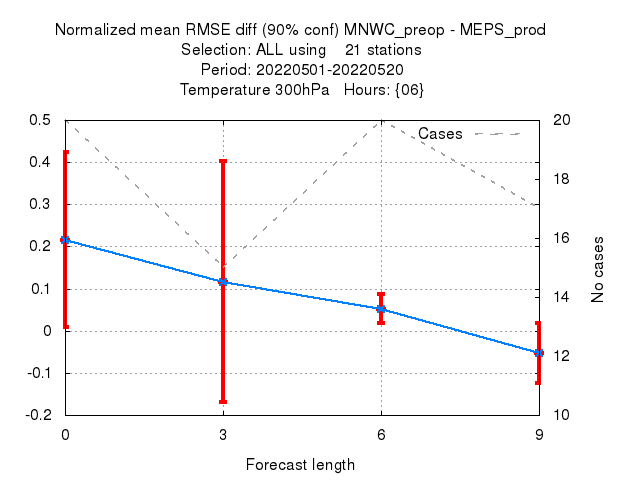 Normalized mean RMSE diff (90% conf) MNWC_preop - MEPS_prod
Selection: ALL using    21 stations
Period: 20220501-20220520
Temperature 300hPa   Hours: {06}
Cases
0.5
0.4
0.3
0.2
0.1
0
-0.1
-0.2
20
18
16
14
12
10
No cases
0 3 6 9
Forecast length